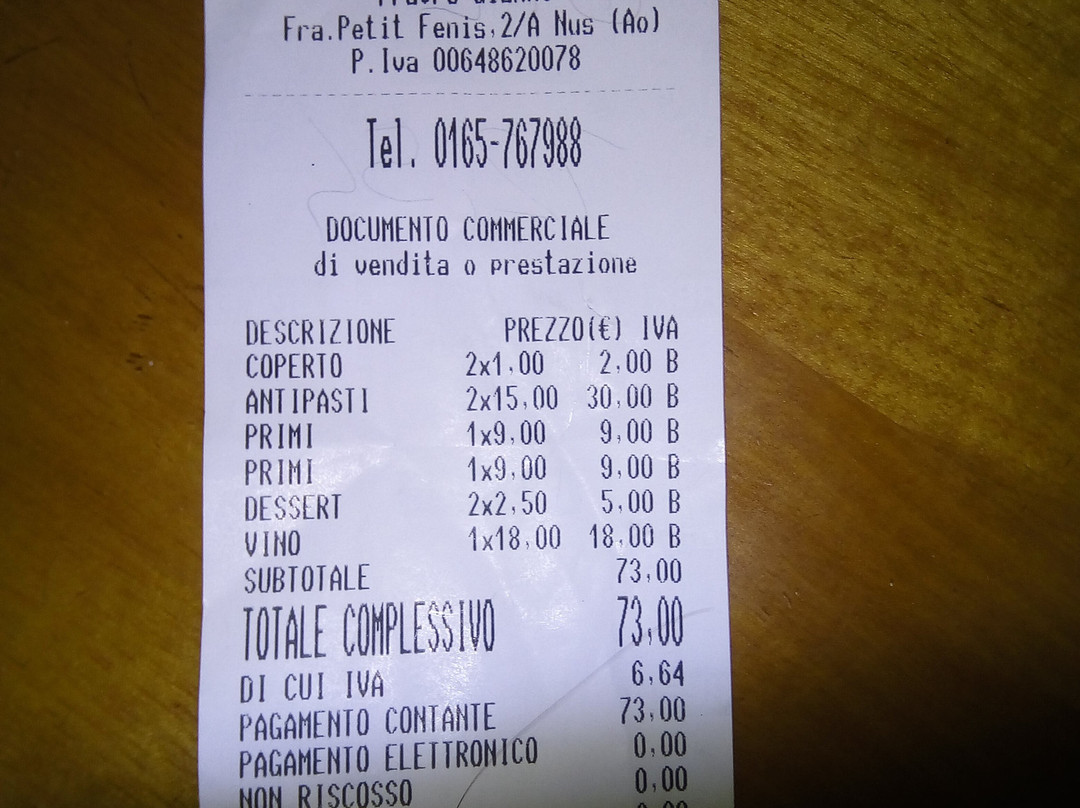 Fra.Petit Fenis,2/A Nus (Ao)
P.Iva 00648620078
Tel. 0165-767988
DOCUMENTO COMMERCIALE
di vendita o prestazione
DESCRIZIONE PREZZO(€) IVA
COPERTO 2x1,00 2,00 B
ANTIPASTI 2x15,00 30,00 B
PRIMI 1x9,00 9,00 B
PRIMI 1x9,00 9,00 B
DESSERT 2x2,50 5,00 B
VINO 1x18,00 18,00 B
SUBTOTALE 73,00
TOTALE COMPLESSIVO 73,00
DI CUI IVA 6,64
PAGAMENTO CONTANTE 73,00
PAGAMENTO ELETTRONICO 0,00
NON RISCOSSO 0,00